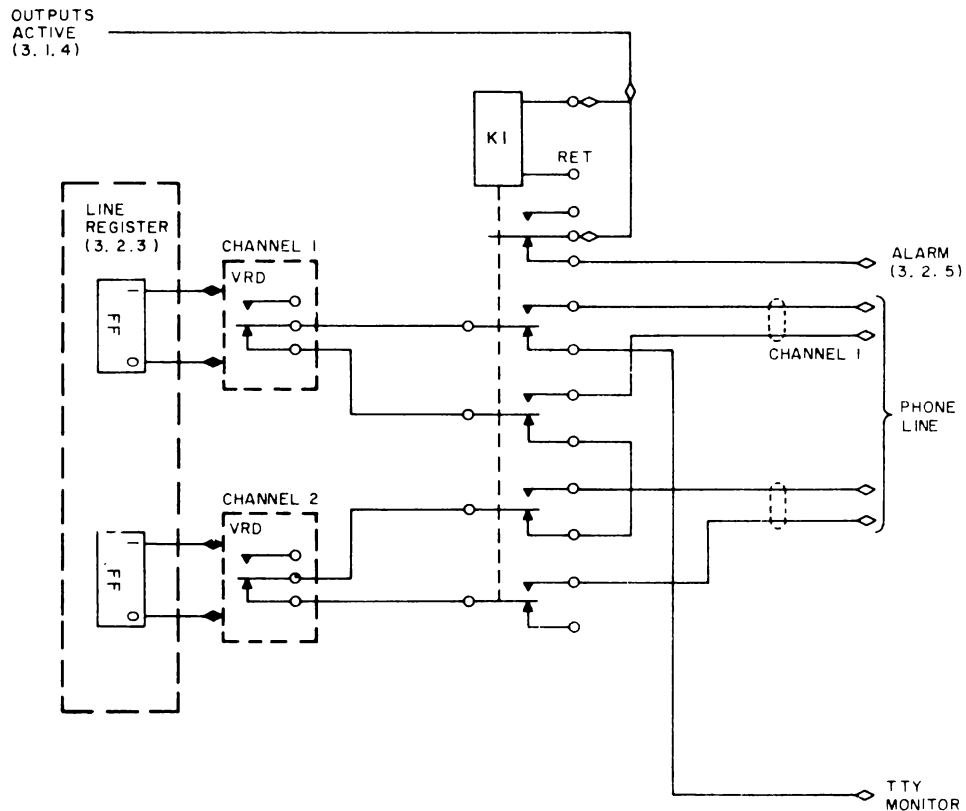 OUTPUTS
ACTIVE
(3. 1. 4)
K1
RET
LINE
REGISTER
(3. 2. 3)
CHANNEL 1
VRD
1
FF
0
ALARM
(3. 2. 5)
CHANNEL 1
PHONE
LINE
CHANNEL 2
VRD
1
FF
0
TTY
MONITOR